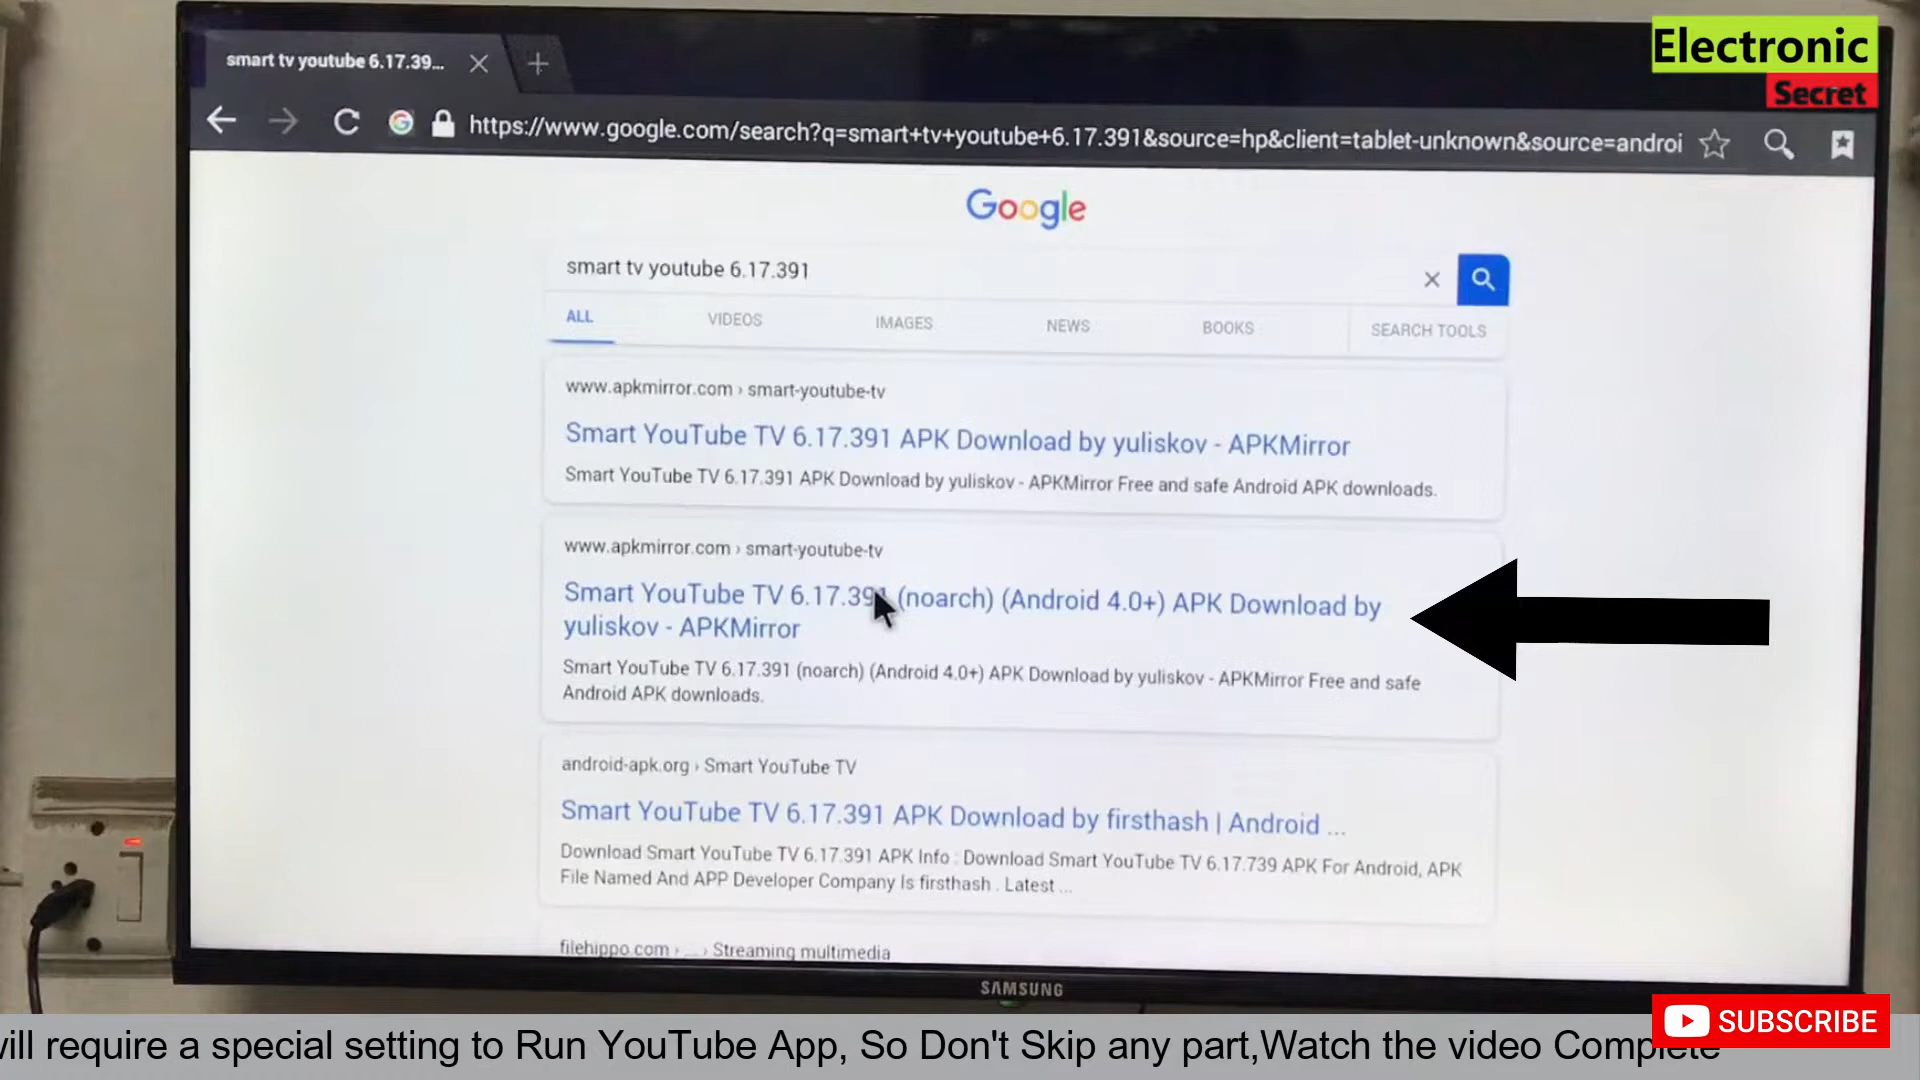 smart tv youtube 6.17.39...
Electronic
Secret
https://www.google.com/search?q=smart+tv+youtube+6.17.391&source=hp&client=tablet-unknown&source=androi
Google
smart tv youtube 6.17.391
ALL VIDEOS IMAGES NEWS BOOKS SEARCH TOOLS
www.apkmirror.com › smart-youtube-tv
Smart YouTube TV 6.17.391 APK Download by yuliskov - APKMirror
Smart YouTube TV 6.17.391 APK Download by yuliskov - APKMirror Free and safe Android APK downloads.
www.apkmirror.com › smart-youtube-tv
Smart YouTube TV 6.17.391 (noarch) (Android 4.0+) APK Download by
yuliskov - APKMirror
Smart YouTube TV 6.17.391 (noarch) (Android 4.0+) APK Download by yuliskov - APKMirror Free and safe
Android APK downloads.
android-apk.org › Smart YouTube TV
Smart YouTube TV 6.17.391 APK Download by firsthash | Android ...
Download Smart YouTube TV 6.17.391 APK Info : Download Smart YouTube TV 6.17.739 APK For Android, APK
File Named And APP Developer Company Is firsthash . Latest ...
filehippo.com › ... › Streaming multimedia
SAMSUNG
SUBSCRIBE
will require a special setting to Run YouTube App, So Don't Skip any part,Watch the video Complete